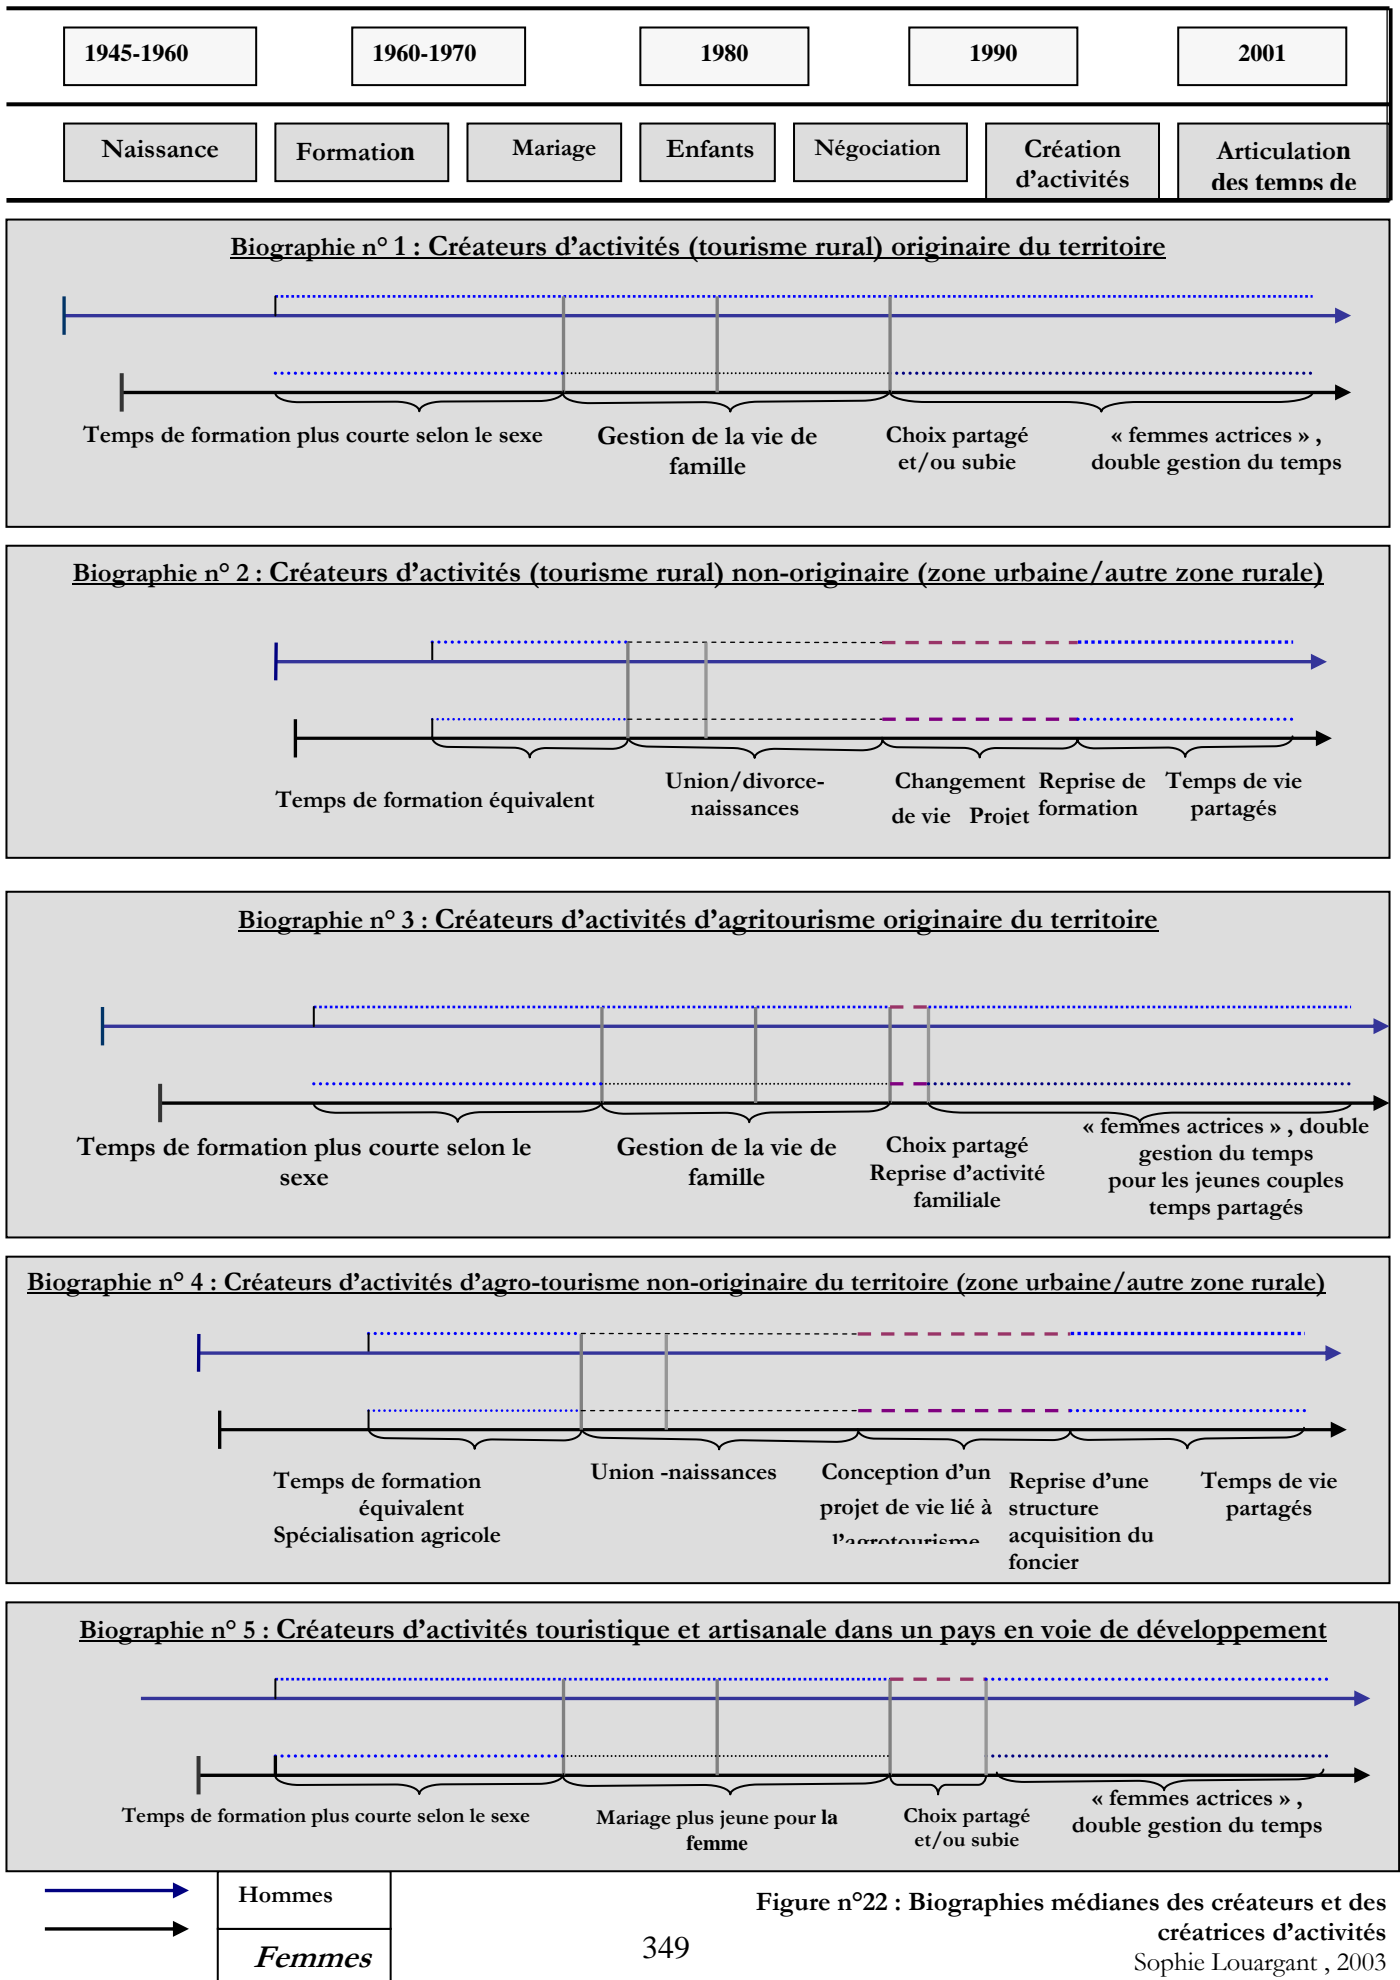 1945-1960
1960-1970
1980
1990
2001
Naissance
Formation
Mariage
Enfants
Négociation
Création
d'activités
Articulation
des temps de
Biographie n° 1 : Créateurs d'activités (tourisme rural) originaire du territoire
Temps de formation plus courte selon le sexe
Gestion de la vie de
famille
Choix partagé
et/ou subie
« femmes actrices » ,
double gestion du temps
Biographie n° 2 : Créateurs d'activités (tourisme rural) non-originaire (zone urbaine/autre zone rurale)
Temps de formation équivalent
Union/divorce-
naissances
Changement
de vie Projet
Reprise de
formation
Temps de vie
partagés
Biographie n° 3 : Créateurs d'activités d'agritourisme originaire du territoire
Temps de formation plus courte selon le
sexe
Gestion de la vie de
famille
Choix partagé
Reprise d'activité
familiale
« femmes actrices » , double
gestion du temps
pour les jeunes couples
temps partagés
Biographie n° 4 : Créateurs d'activités d'agro-tourisme non-originaire du territoire (zone urbaine/autre zone rurale)
Temps de formation
équivalent
Spécialisation agricole
Union -naissances
Conception d'un
projet de vie lié à
l'agrotourisme
Reprise d'une
structure
acquisition du
foncier
Temps de vie
partagés
Biographie n° 5 : Créateurs d'activités touristique et artisanale dans un pays en voie de développement
Temps de formation plus courte selon le sexe
Mariage plus jeune pour la
femme
Choix partagé
et/ou subie
« femmes actrices » ,
double gestion du temps
Hommes
Femmes
349
Figure n°22 : Biographies médianes des créateurs et des
créatrices d'activités
Sophie Louargant , 2003